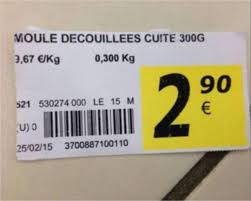 MOULE DECOUILLEES CUITE 300G
9,67 €/Kg 0,300 Kg
2 90 €
521 530274 000 LE 15 M
(U) 0
25/02/15 3700887100110